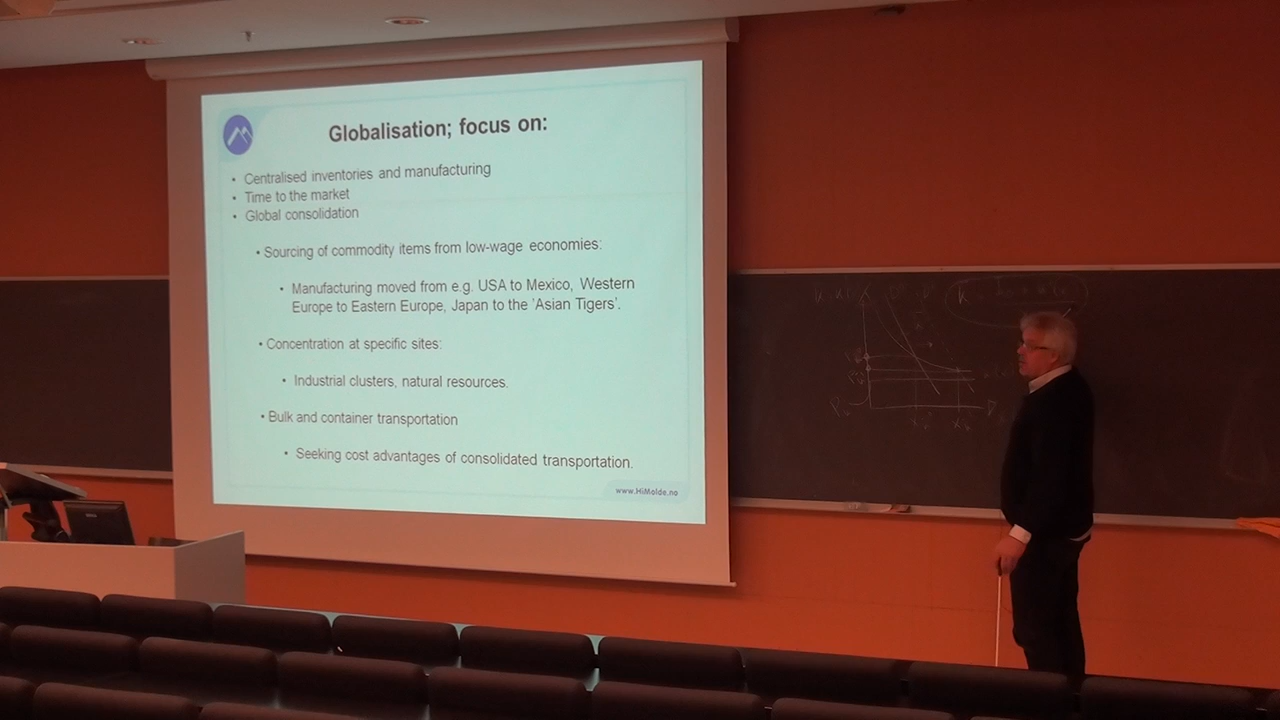 Globalisation; focus on:
• Centralised inventories and manufacturing
• Time to the market
• Global consolidation
• Sourcing of commodity items from low-wage economies:
• Manufacturing moved from e.g. USA to Mexico, Western
Europe to Eastern Europe, Japan to the 'Asian Tigers'.
• Concentration at specific sites:
• Industrial clusters, natural resources.
• Bulk and container transportation
• Seeking cost advantages of consolidated transportation.
www.HiMolde.no